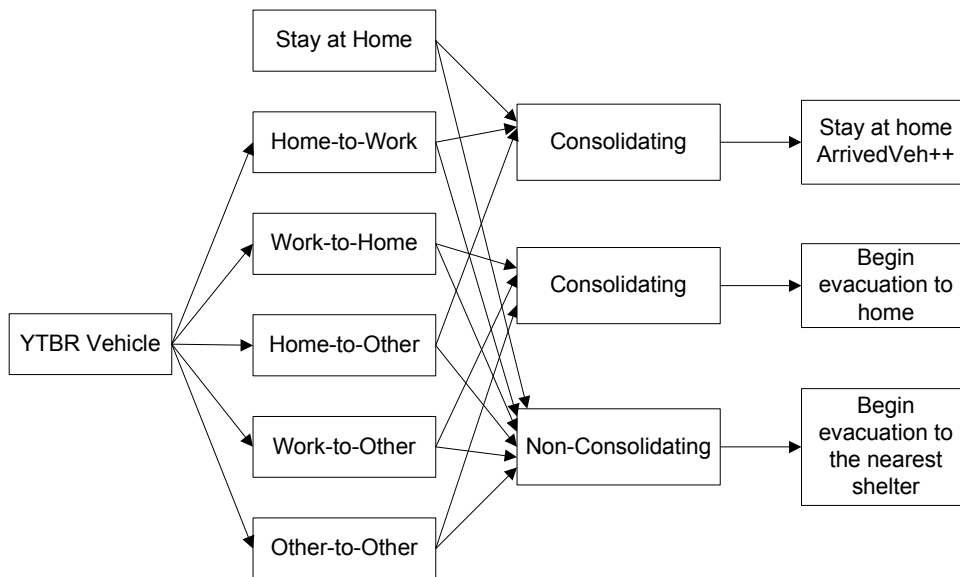 Stay at Home
Home-to-Work
Consolidating
Stay at home
ArrivedVeh++
Work-to-Home
Consolidating
Begin
evacuation to
home
YTBR Vehicle
Home-to-Other
Work-to-Other
Non-Consolidating
Begin
evacuation to
the nearest
shelter
Other-to-Other